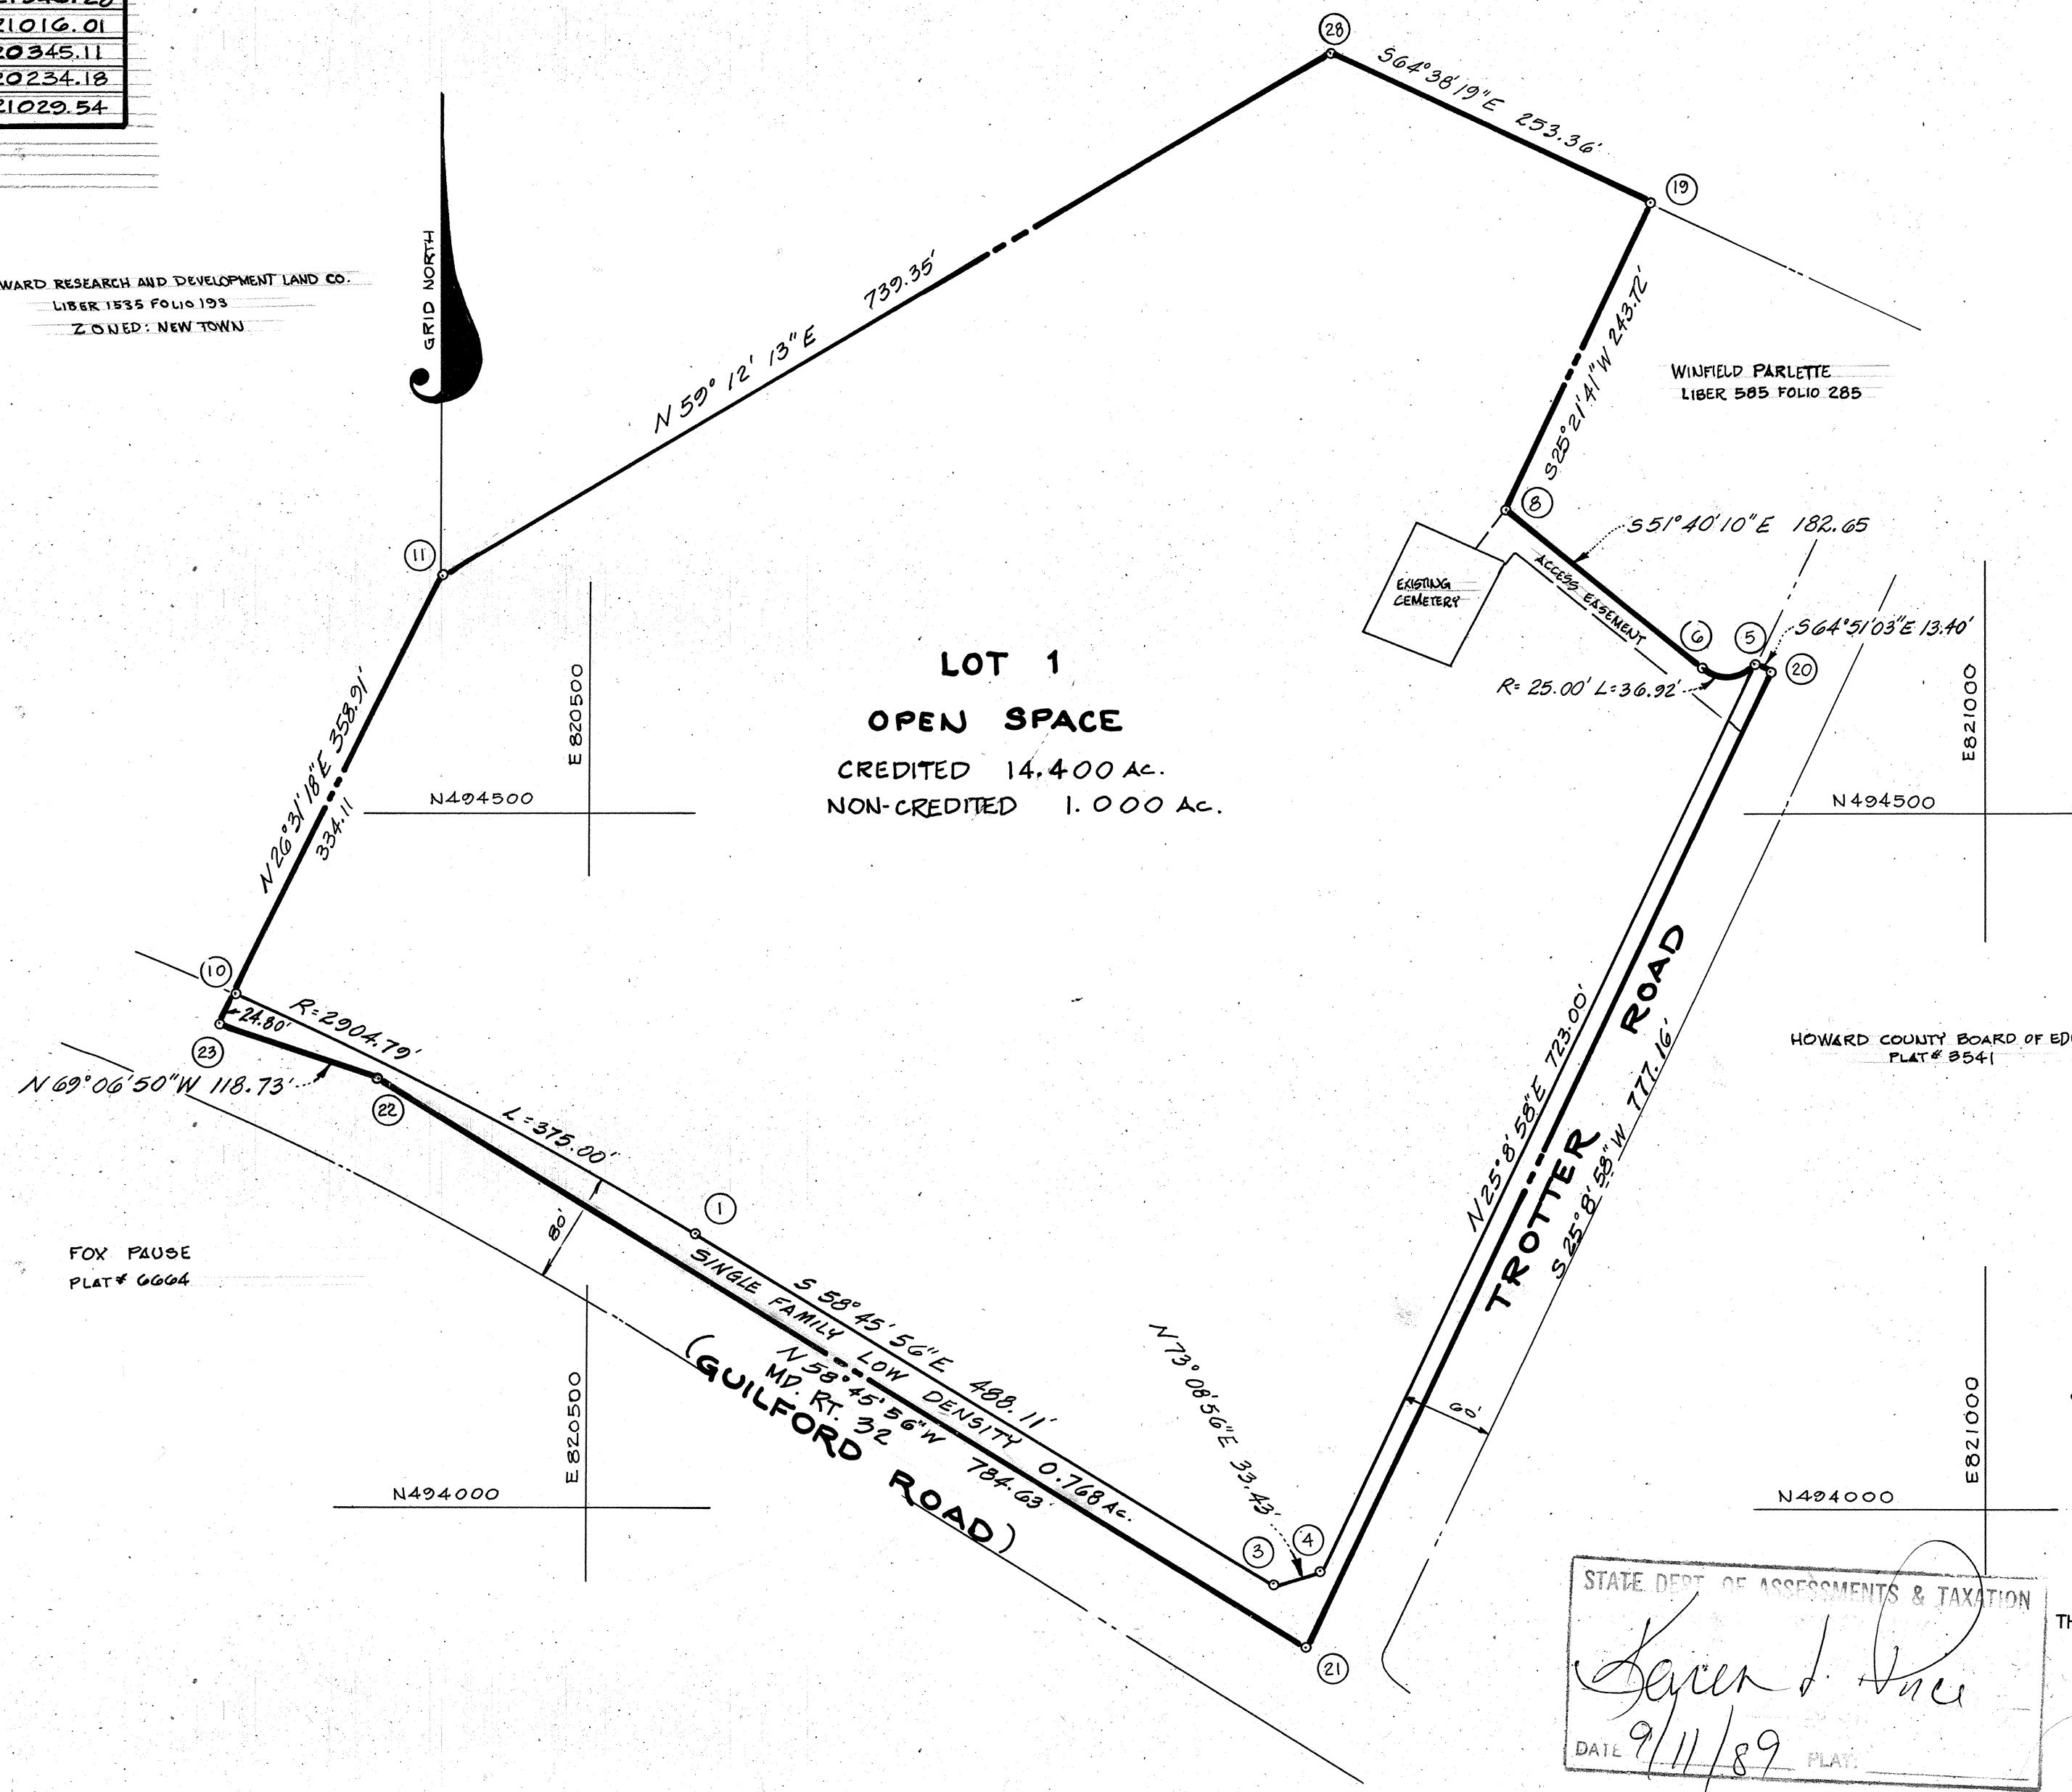 21016.01
20345.11
20234.18
21029.54
28
S64°38'19"E 253.36'
19
GRID NORTH
WARD RESEARCH AND DEVELOPMENT LAND CO.
LIBER 1535 FOLIO 193
ZONED: NEW TOWN
739.35'
N 59° 12' 13"E
S25°21'41"W 243.72'
WINFIELD PARLETTE
LIBER 585 FOLIO 285
8
S51°40'10"E 182.65
11
EXISTING
CEMETERY
ACCESS EASEMENT
6
5
S64°51'03"E 13.40'
20
R= 25.00' L=36.92'
LOT 1
OPEN SPACE
CREDITED 14.400 AC.
NON-CREDITED 1.000 AC.
E 820500
N494500
E821000
N494500
N26°31'18"E 358.91'
334.11
10
24.80'
23
R=2904.79'
N 69°06'50"W 118.73'
22
L=375.00'
80'
1
FOX PAUSE
PLAT# 6664
HOWARD COUNTY BOARD OF ED
PLAT# 3541
N25°8'58"E 723.00'
TROTTER ROAD
S 25°8'58"W 777.16'
60'
S 58°45'56"E 488.11'
SINGLE FAMILY LOW DENSITY 0.768 AC.
N 58°45'56"W 784.63'
MD. RT. 32
(GUILFORD ROAD)
N73°08'56"E 33.43'
3
4
21
E820500
N494000
E821000
N494000
STATE DEPT. OF ASSESSMENTS & TAXATION
DATE 9/11/89 PLAT:
TH